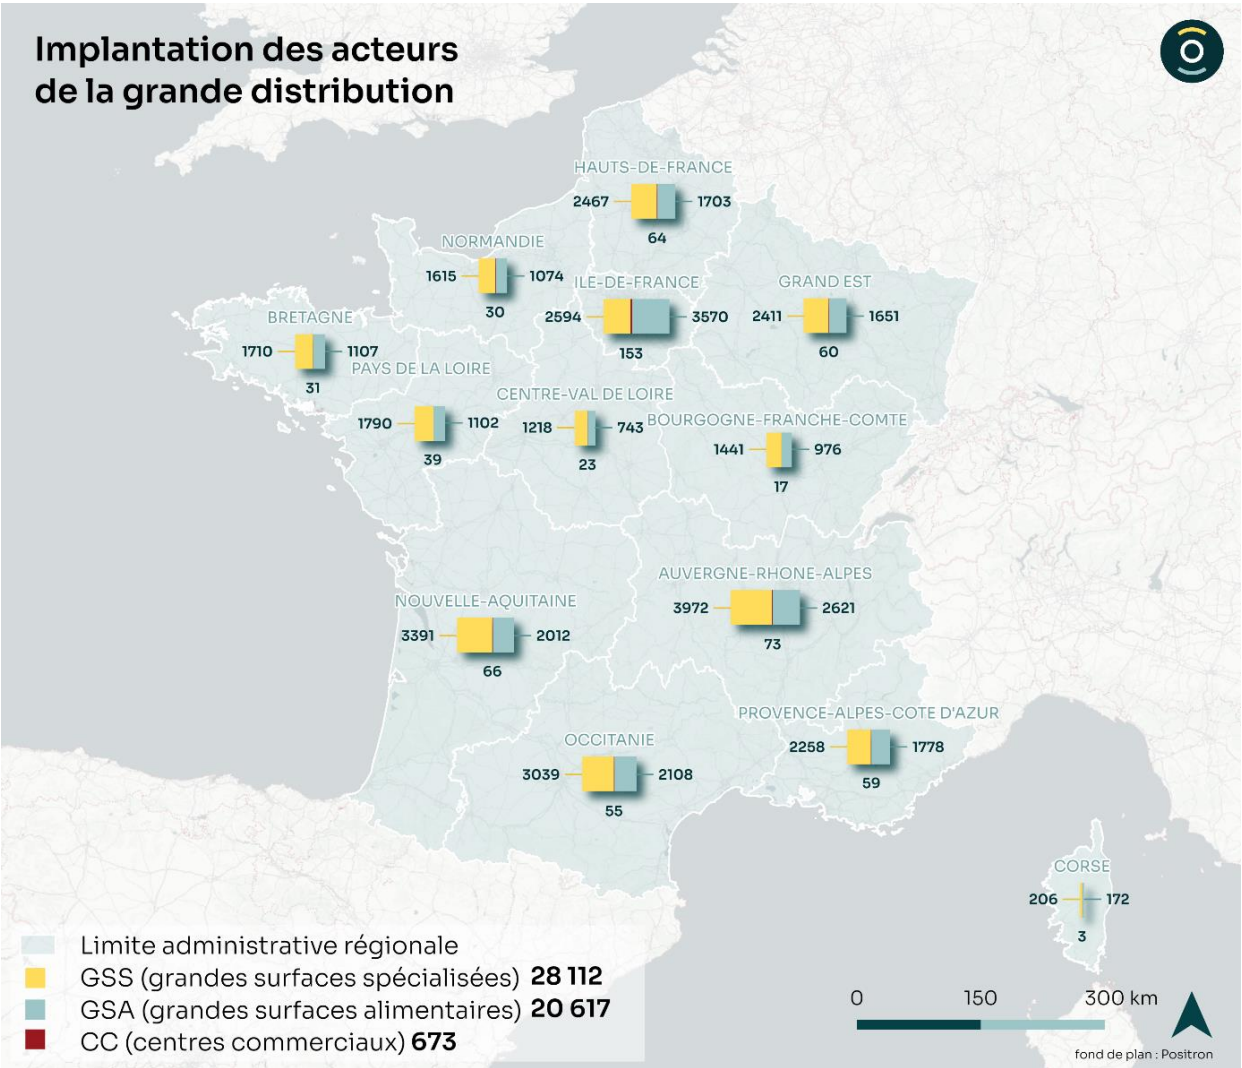 Implantation des acteurs
de la grande distribution
HAUTS-DE-FRANCE
2467 1703
64
NORMANDIE
1615 1074
30
ILE-DE-FRANCE
2594 3570
153
GRAND EST
2411 1651
60
BRETAGNE
1710 1107
31
PAYS DE LA LOIRE
1790 1102
39
CENTRE-VAL DE LOIRE
1218 743
23
BOURGOGNE-FRANCHE-COMTE
1441 976
17
AUVERGNE-RHONE-ALPES
3972 2621
73
NOUVELLE-AQUITAINE
3391 2012
66
PROVENCE-ALPES-COTE D'AZUR
2258 1778
59
OCCITANIE
3039 2108
55
CORSE
206 172
3
Limite administrative régionale
GSS (grandes surfaces spécialisées) 28 112
GSA (grandes surfaces alimentaires) 20 617
CC (centres commerciaux) 673
0 150 300 km
fond de plan : Positron